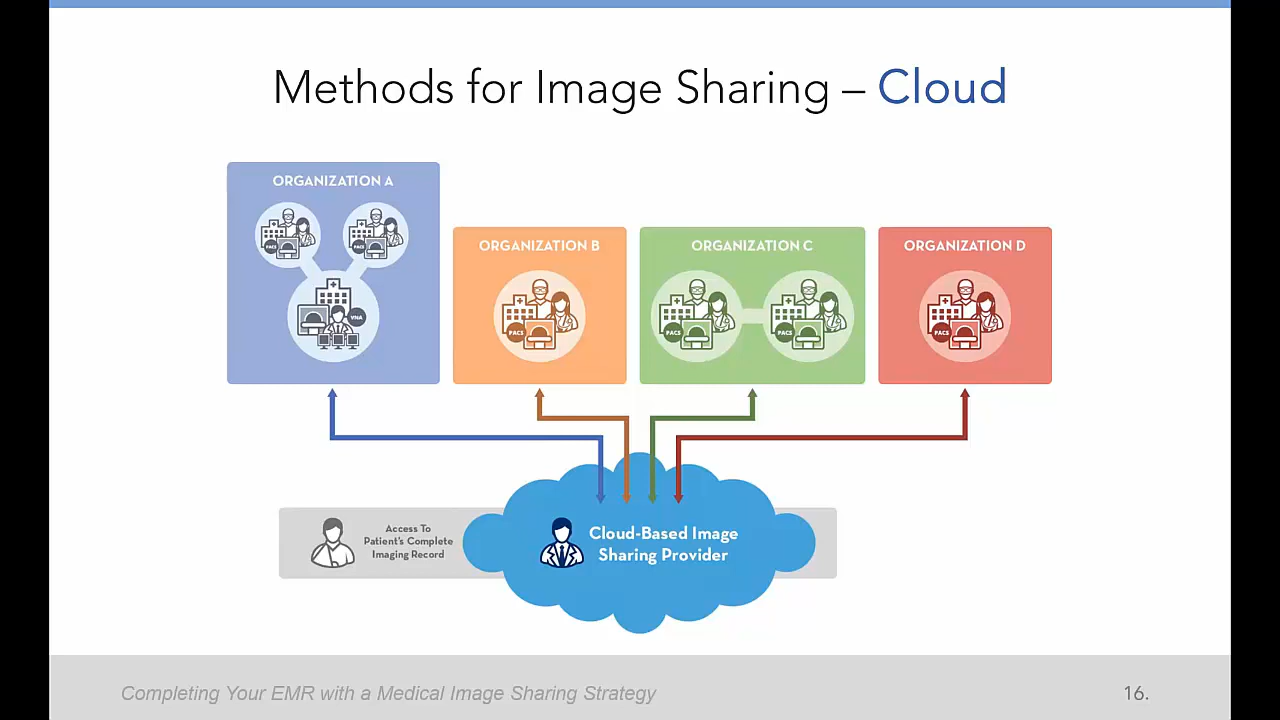 Methods for Image Sharing – Cloud
ORGANIZATION A
PACS
PACS
VNA
ORGANIZATION B
PACS
ORGANIZATION C
PACS
PACS
ORGANIZATION D
PACS
Access To
Patient's Complete
Imaging Record
Cloud-Based Image
Sharing Provider
Completing Your EMR with a Medical Image Sharing Strategy
16.